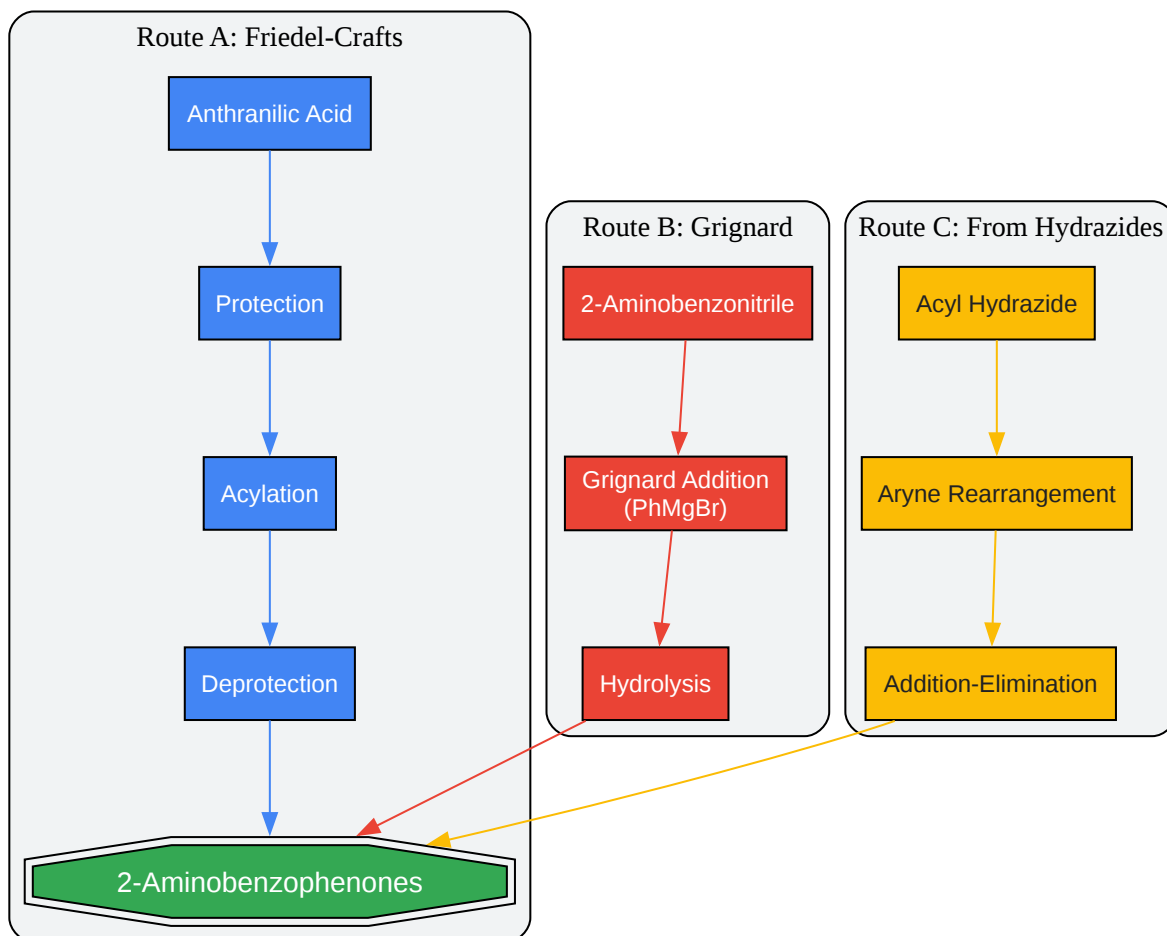 Route A: Friedel-Crafts
Anthranilic Acid
Protection
Acylation
Deprotection
Route B: Grignard
2-Aminobenzonitrile
Grignard Addition
(PhMgBr)
Hydrolysis
Route C: From Hydrazides
Acyl Hydrazide
Aryne Rearrangement
Addition-Elimination
2-Aminobenzophenones